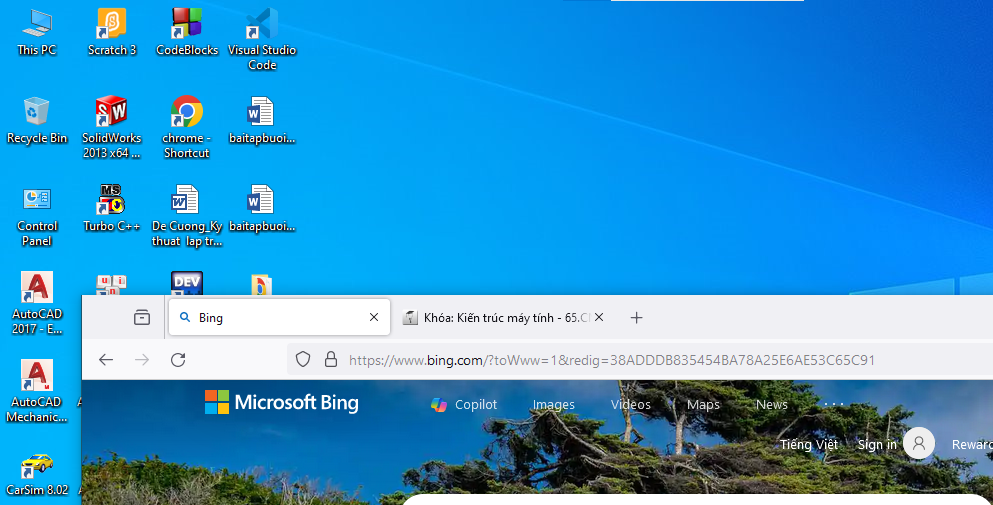 This PC
Scratch 3
CodeBlocks
Visual Studio
Code
Recycle Bin
SolidWorks
2013 x64 ...
chrome -
Shortcut
baitapbuoi...
Control
Panel
MS
Turbo C++
De Cuong_Ky
thuat lap tr...
baitapbuoi...
AutoCAD
2017 - E...
DEV
AutoCAD
Mechanic...
CarSim 8.02
Bing
Khóa: Kiến trúc máy tính - 65.C
https://www.bing.com/?toWww=1&redig=38ADDDB835454BA78A25E6AE53C65C91
Microsoft Bing
Copilot
Images
Videos
Maps
News
...
Tiếng Việt
Sign in
Reward